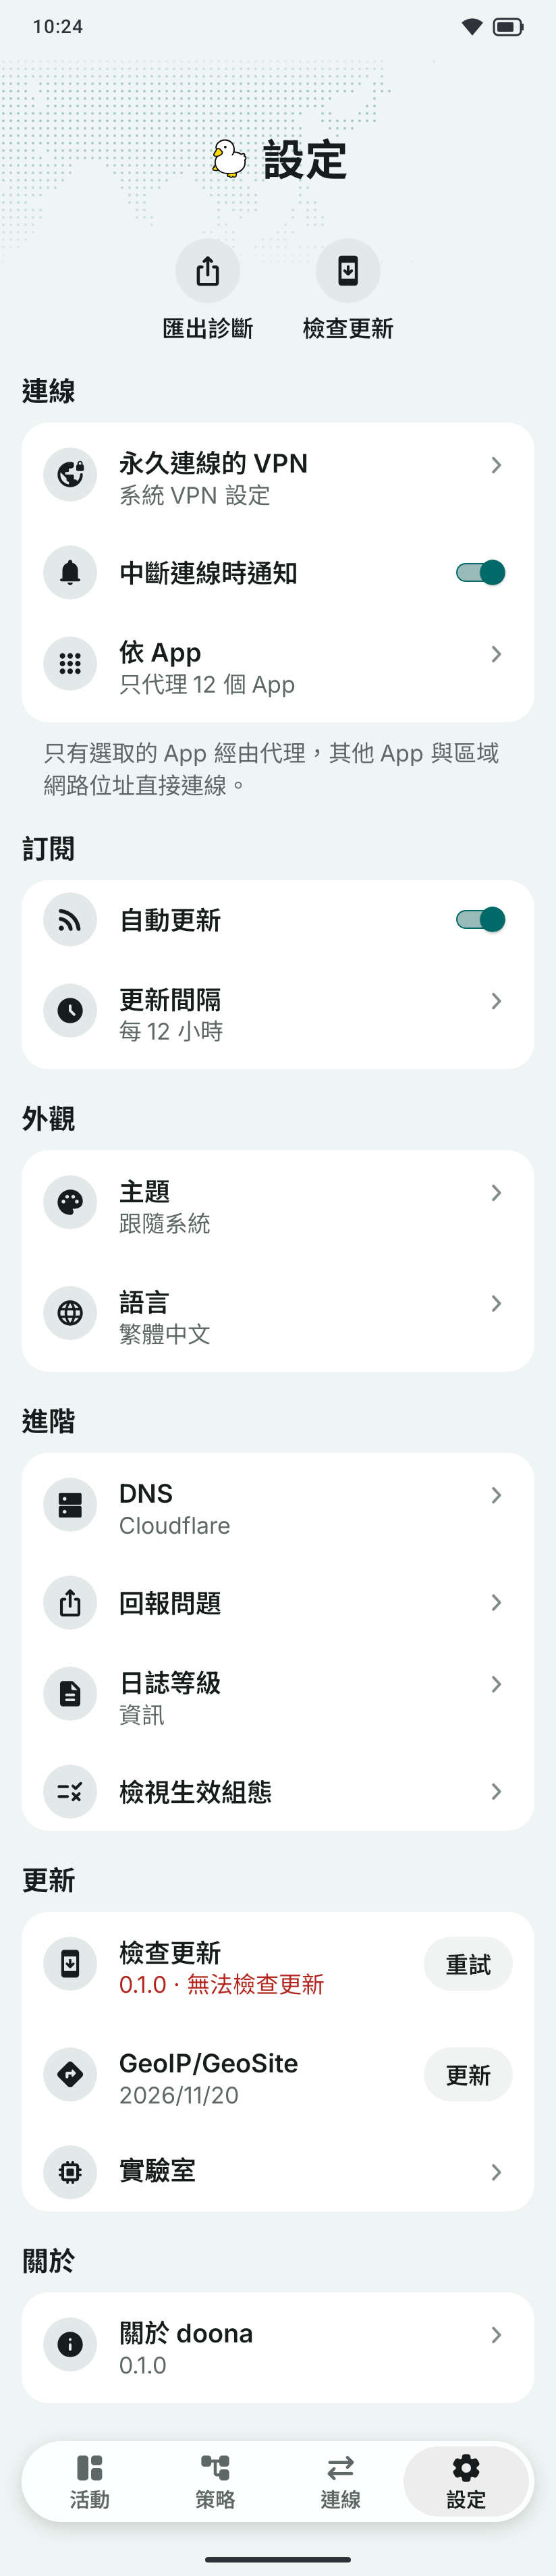 10:24
設定
匯出診斷
檢查更新
連線
永久連線的 VPN
系統 VPN 設定
中斷連線時通知
依 App
只代理 12 個 App
只有選取的 App 經由代理，其他 App 與區域
網路位址直接連線。
訂閱
自動更新
更新間隔
每 12 小時
外觀
主題
跟隨系統
語言
繁體中文
進階
DNS
Cloudflare
回報問題
日誌等級
資訊
檢視生效組態
更新
檢查更新
0.1.0 · 無法檢查更新
重試
GeoIP/GeoSite
2026/11/20
更新
實驗室
關於
關於 doona
0.1.0
活動
策略
連線
設定